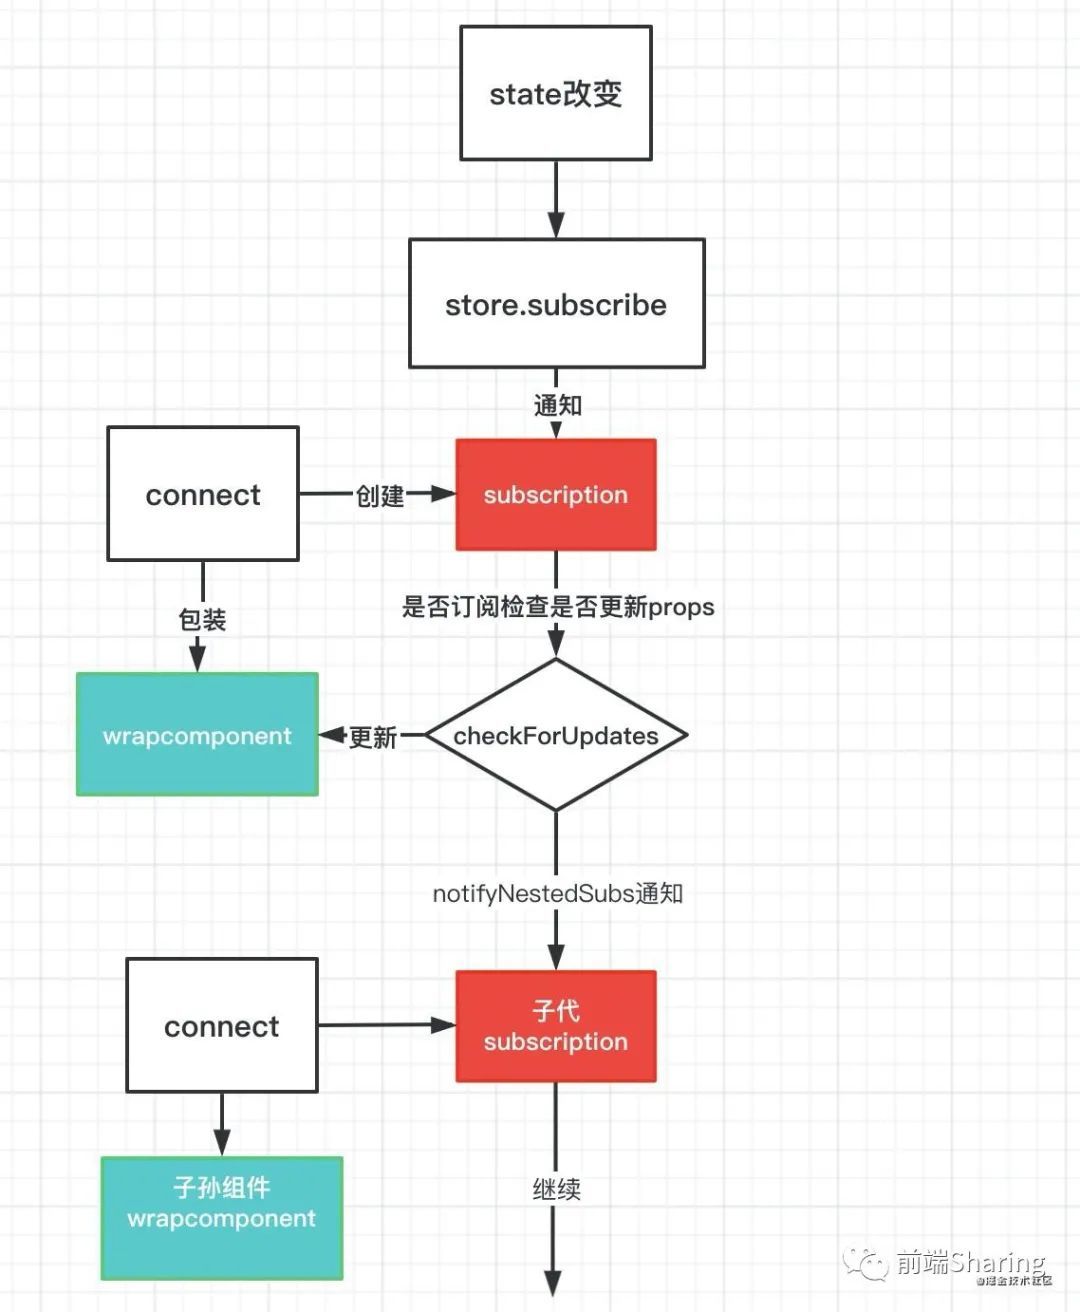 state改变
store.subscribe
通知
connect
创建
subscription
包装
是否订阅检查是否更新props
wrapcomponent
更新
checkForUpdates
notifyNestedSubs通知
connect
子代
subscription
子孙组件
wrapcomponent
继续
前端Sharing
@掘金技术社区